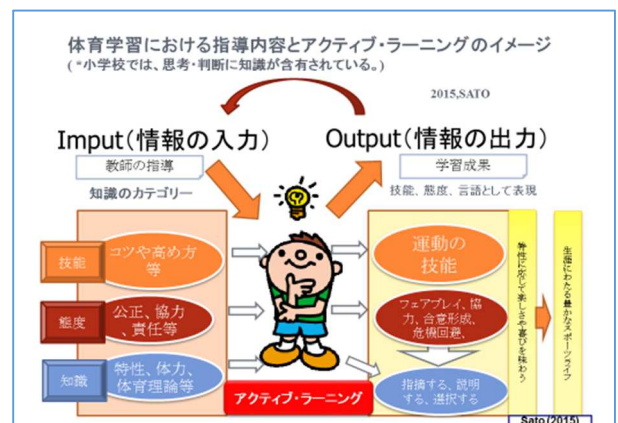 体育学習における指導内容とアクティブ・ラーニングのイメージ
(*小学校では、思考・判断に知識が含有されている。)
2015,SATO
Imput(情報の入力)
Output(情報の出力)
教師の指導
学習成果
知識のカテゴリー
技能、態度、言語として表現
技能
コツや高め方
等
運動の
技能
態度
公正、協力
、責任等
フェアプレイ、協
力、合意形成、
危機回避、
知識
特性、体力、
体育理論等
指摘する、説明
する、選択する
アクティブ・ラーニング
特性に応じて楽しさや喜びを味わう
生涯にわたる豊かなスポーツライフ
Sato(2015)